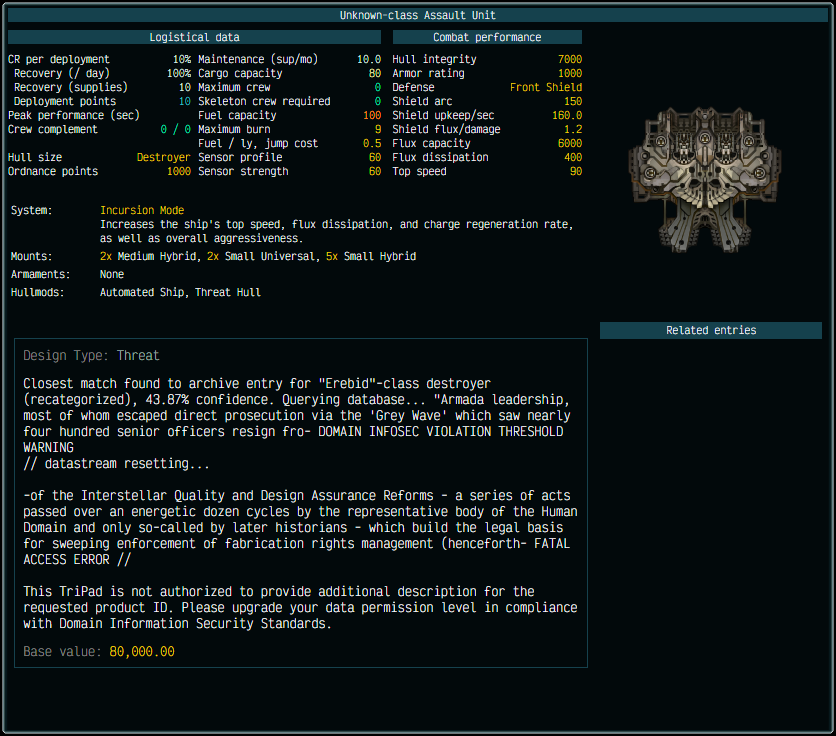 Unknown-class Assault Unit
Logistical data
CR per deployment 10% Maintenance (sup/mo) 10.0
Recovery (/ day) 100% Cargo capacity 80
Recovery (supplies) 10 Maximum crew 0
Deployment points 10 Skeleton crew required 0
Peak performance (sec) Fuel capacity 100
Crew complement 0 / 0 Maximum burn 9
Fuel / ly, jump cost 0.5
Hull size Destroyer Sensor profile 60
Ordnance points 1000 Sensor strength 60
Combat performance
Hull integrity 7000
Armor rating 1000
Defense Front Shield
Shield arc 150
Shield upkeep/sec 160.0
Shield flux/damage 1.2
Flux capacity 6000
Flux dissipation 400
Top speed 90
System: Incursion Mode
Increases the ship's top speed, flux dissipation, and charge regeneration rate,
as well as overall aggressiveness.
Mounts: 2x Medium Hybrid, 2x Small Universal, 5x Small Hybrid
Armaments: None
Hullmods: Automated Ship, Threat Hull
Related entries
Design Type: Threat
Closest match found to archive entry for "Erebid"-class destroyer
(recategorized), 43.87% confidence. Querying database... "Armada leadership,
most of whom escaped direct prosecution via the 'Grey Wave' which saw nearly
four hundred senior officers resign fro- DOMAIN INFOSEC VIOLATION THRESHOLD
WARNING
// datastream resetting...
-of the Interstellar Quality and Design Assurance Reforms - a series of acts
passed over an energetic dozen cycles by the representative body of the Human
Domain and only so-called by later historians - which build the legal basis
for sweeping enforcement of fabrication rights management (henceforth- FATAL
ACCESS ERROR //
This TriPad is not authorized to provide additional description for the
requested product ID. Please upgrade your data permission level in compliance
with Domain Information Security Standards.
Base value: 80,000.00